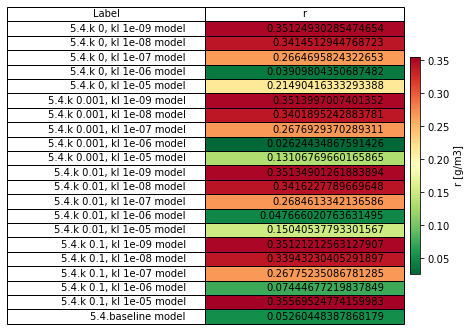 Label r
5.4.k 0, kl 1e-09 model 0.35124930285474654
5.4.k 0, kl 1e-08 model 0.3414512944768723
5.4.k 0, kl 1e-07 model 0.2664695824322653
5.4.k 0, kl 1e-06 model 0.03909804350687482
5.4.k 0, kl 1e-05 model 0.21490416333293388
5.4.k 0.001, kl 1e-09 model 0.3513997007401352
5.4.k 0.001, kl 1e-08 model 0.3401895242883781
5.4.k 0.001, kl 1e-07 model 0.2676929370289311
5.4.k 0.001, kl 1e-06 model 0.02624434867591426
5.4.k 0.001, kl 1e-05 model 0.13106769660165865
5.4.k 0.01, kl 1e-09 model 0.35134901261883894
5.4.k 0.01, kl 1e-08 model 0.3416227789669648
5.4.k 0.01, kl 1e-07 model 0.2684613342136586
5.4.k 0.01, kl 1e-06 model 0.047666020763631495
5.4.k 0.01, kl 1e-05 model 0.15040537793301567
5.4.k 0.1, kl 1e-09 model 0.35121212563127907
5.4.k 0.1, kl 1e-08 model 0.33943230405291897
5.4.k 0.1, kl 1e-07 model 0.26775235086781285
5.4.k 0.1, kl 1e-06 model 0.07444677219837849
5.4.k 0.1, kl 1e-05 model 0.35569524774159983
5.4.baseline model 0.05260448387868179
0.35
0.30
0.25
0.20
0.15
0.10
0.05
r [g/m3]